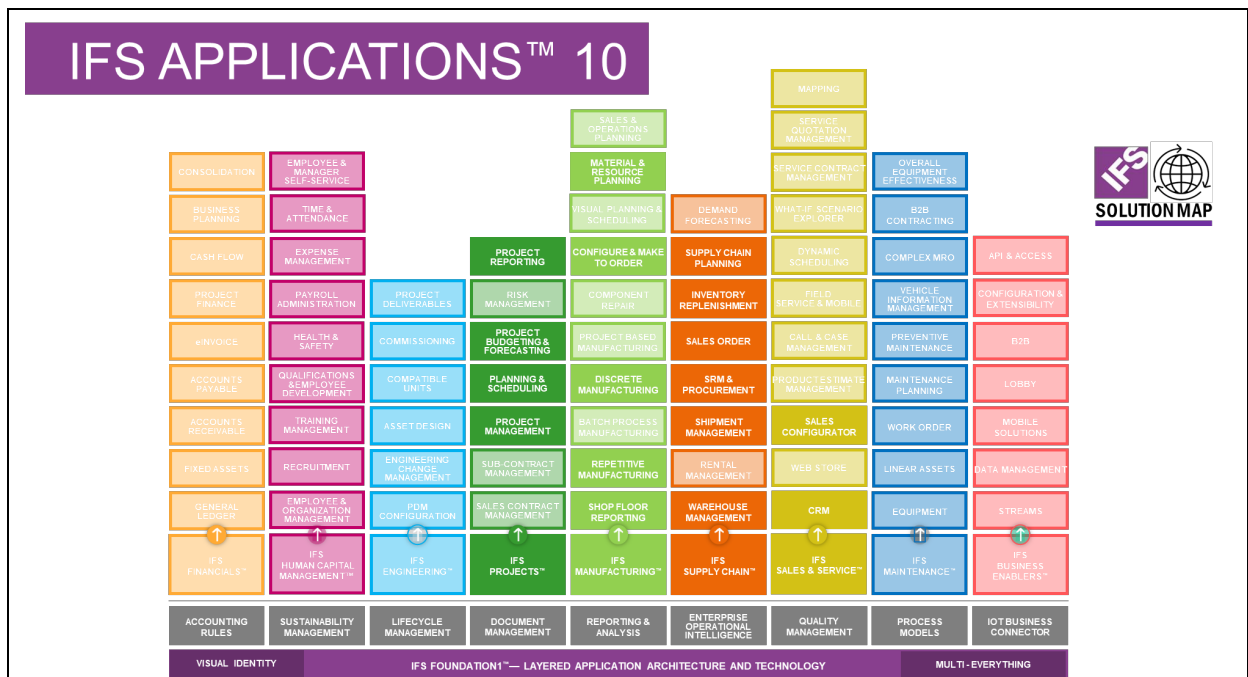 IFS APPLICATIONS™ 10
MAPPING
SALES &
OPERATIONS
PLANNING
SERVICE
QUOTATION
MANAGEMENT
CONSOLIDATION
EMPLOYEE &
MANAGER
SELF-SERVICE
MATERIAL &
RESOURCE
PLANNING
SERVICE CONTRACT
MANAGEMENT
OVERALL
EQUIPMENT
EFFECTIVENESS
IFS
SOLUTION MAP
BUSINESS
PLANNING
TIME &
ATTENDANCE
VISUAL PLANNING &
SCHEDULING
DEMAND
FORECASTING
WHAT-IF SCENARIO
EXPLORER
B2B
CONTRACTING
CASH FLOW
EXPENSE
MANAGEMENT
PROJECT
REPORTING
CONFIGURE & MAKE
TO ORDER
SUPPLY CHAIN
PLANNING
DYNAMIC
SCHEDULING
COMPLEX MRO
API & ACCESS
PROJECT
FINANCE
PAYROLL
ADMINISTRATION
PROJECT
DELIVERABLES
RISK
MANAGEMENT
COMPONENT
REPAIR
INVENTORY
REPLENISHMENT
FIELD
SERVICE & MOBILE
VEHICLE
INFORMATION
MANAGEMENT
CONFIGURATION &
EXTENSIBILITY
eINVOICE
HEALTH &
SAFETY
COMMISSIONING
PROJECT
BUDGETING &
FORECASTING
PROJECT BASED
MANUFACTURING
SALES ORDER
CALL & CASE
MANAGEMENT
PREVENTIVE
MAINTENANCE
B2B
ACCOUNTS
PAYABLE
QUALIFICATIONS
&EMPLOYEE
DEVELOPMENT
COMPATIBLE
UNITS
PLANNING &
SCHEDULING
DISCRETE
MANUFACTURING
SRM &
PROCUREMENT
PRODUCT ESTIMATE
MANAGEMENT
MAINTENANCE
PLANNING
LOBBY
ACCOUNTS
RECEIVABLE
TRAINING
MANAGEMENT
ASSET DESIGN
PROJECT
MANAGEMENT
BATCH PROCESS
MANUFACTURING
SHIPMENT
MANAGEMENT
SALES
CONFIGURATOR
WORK ORDER
MOBILE
SOLUTIONS
FIXED ASSETS
RECRUITMENT
ENGINEERING
CHANGE
MANAGEMENT
SUB-CONTRACT
MANAGEMENT
REPETITIVE
MANUFACTURING
RENTAL
MANAGEMENT
WEB STORE
LINEAR ASSETS
DATA MANAGEMENT
GENERAL
LEDGER
EMPLOYEE &
ORGANIZATION
MANAGEMENT
PDM
CONFIGURATION
SALES CONTRACT
MANAGEMENT
SHOP FLOOR
REPORTING
WAREHOUSE
MANAGEMENT
CRM
EQUIPMENT
STREAMS
IFS
FINANCIALS™
IFS
HUMAN CAPITAL
MANAGEMENT™
IFS
ENGINEERING™
IFS
PROJECTS™
IFS
MANUFACTURING™
IFS
SUPPLY CHAIN™
IFS
SALES & SERVICE™
IFS
MAINTENANCE™
IFS
BUSINESS
ENABLERS™
ACCOUNTING
RULES
SUSTAINABILITY
MANAGEMENT
LIFECYCLE
MANAGEMENT
DOCUMENT
MANAGEMENT
REPORTING &
ANALYSIS
ENTERPRISE
OPERATIONAL
INTELLIGENCE
QUALITY
MANAGEMENT
PROCESS
MODELS
IOT BUSINESS
CONNECTOR
VISUAL IDENTITY
IFS FOUNDATION1™— LAYERED APPLICATION ARCHITECTURE AND TECHNOLOGY
MULTI-EVERYTHING